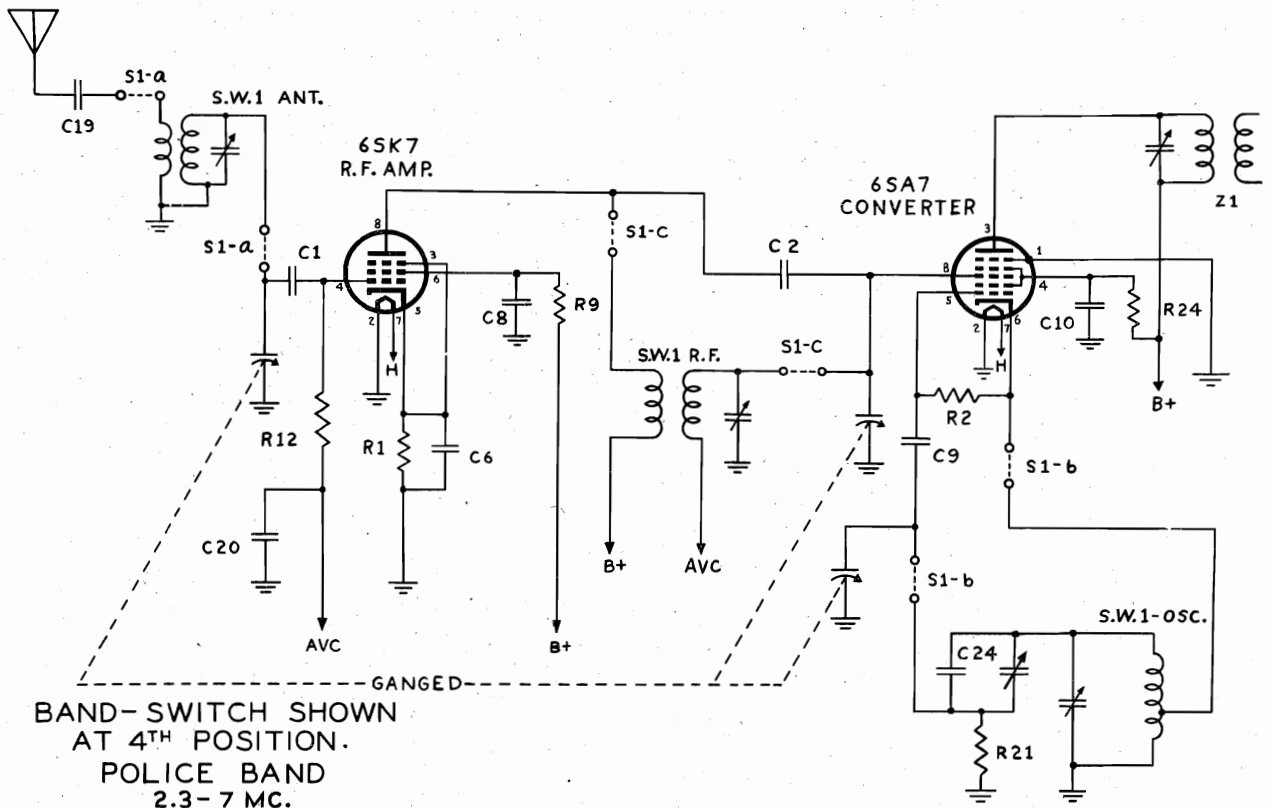 S1-a
C19
S.W.1 ANT.
6SK7
R.F. AMP.
S1-a
C1
8
3
6
4
5
2
7
H
C8
R9
R12
R1
C6
C20
AVC
B+
S1-C
C2
S.W.1 R.F.
S1-C
B+
AVC
6SA7
CONVERTER
3
1
8
5
4
2
7
6
H
C10
R24
Z1
B+
R2
C9
S1-b
S1-b
S.W.1-OSC.
C24
R21
GANGED
BAND-SWITCH SHOWN
AT 4TH POSITION.
POLICE BAND
2.3-7 MC.